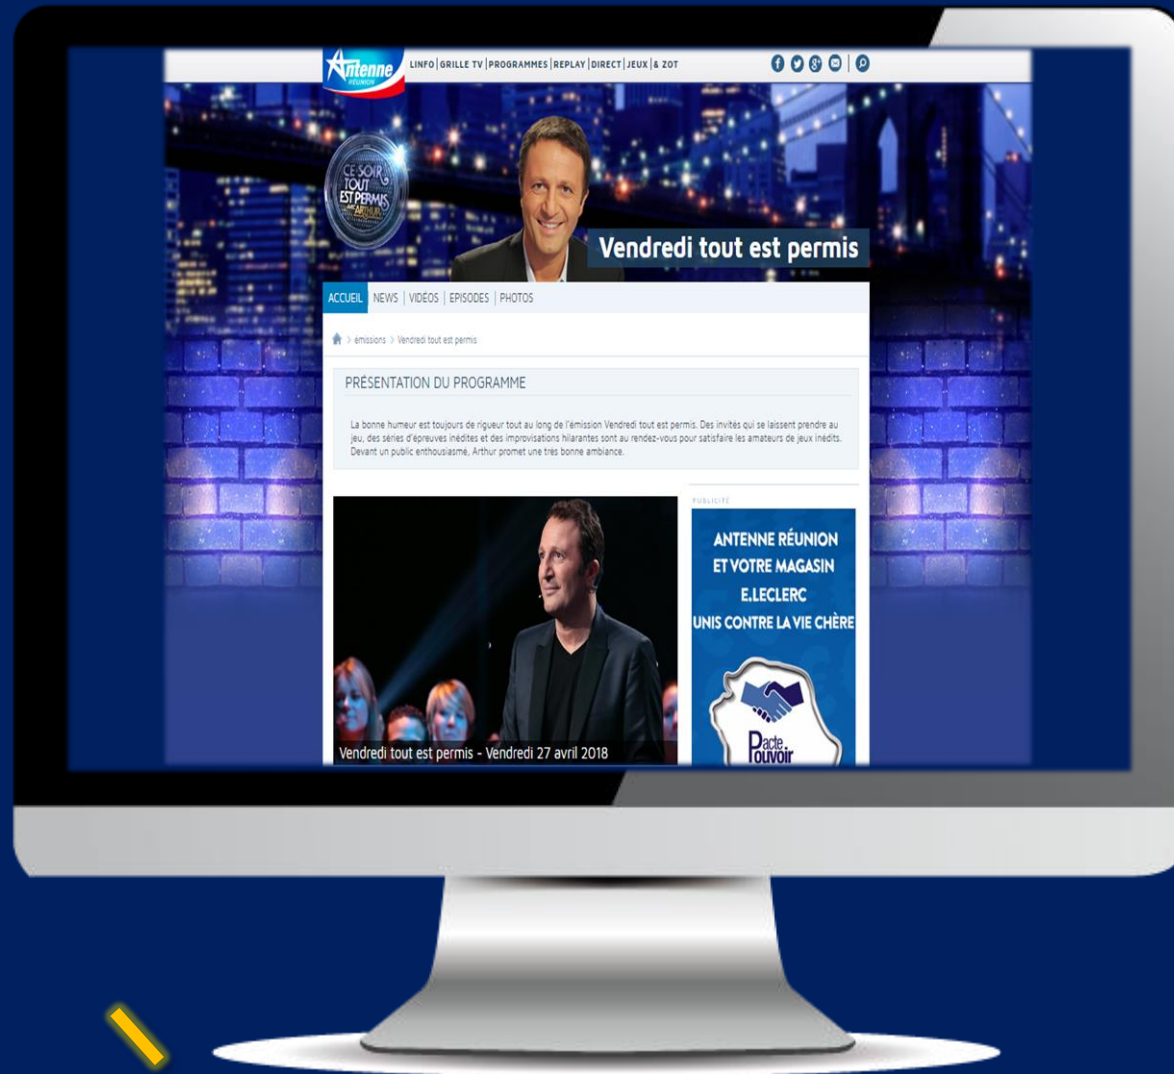 Antenne
RÉUNION
LINFO | GRILLE TV | PROGRAMMES | REPLAY | DIRECT | JEUX | & ZOT
CE SOIR
TOUT
EST PERMIS
AVEC ARTHUR
Vendredi tout est permis
ACCUEIL | NEWS | VIDÉOS | EPISODES | PHOTOS
> émissions > Vendredi tout est permis
PRÉSENTATION DU PROGRAMME
La bonne humeur est toujours de rigueur tout au long de l'émission Vendredi tout est permis. Des invités qui se laissent prendre au
jeu, des séries d'épreuves inédites et des improvisations hilarantes sont au rendez-vous pour satisfaire les amateurs de jeux inédits.
Devant un public enthousiasmé, Arthur promet une très bonne ambiance.
Vendredi tout est permis - Vendredi 27 avril 2018
PUBLICITÉ
ANTENNE RÉUNION
ET VOTRE MAGASIN
E.LECLERC
UNIS CONTRE LA VIE CHÈRE
Pacte
Pouvoir